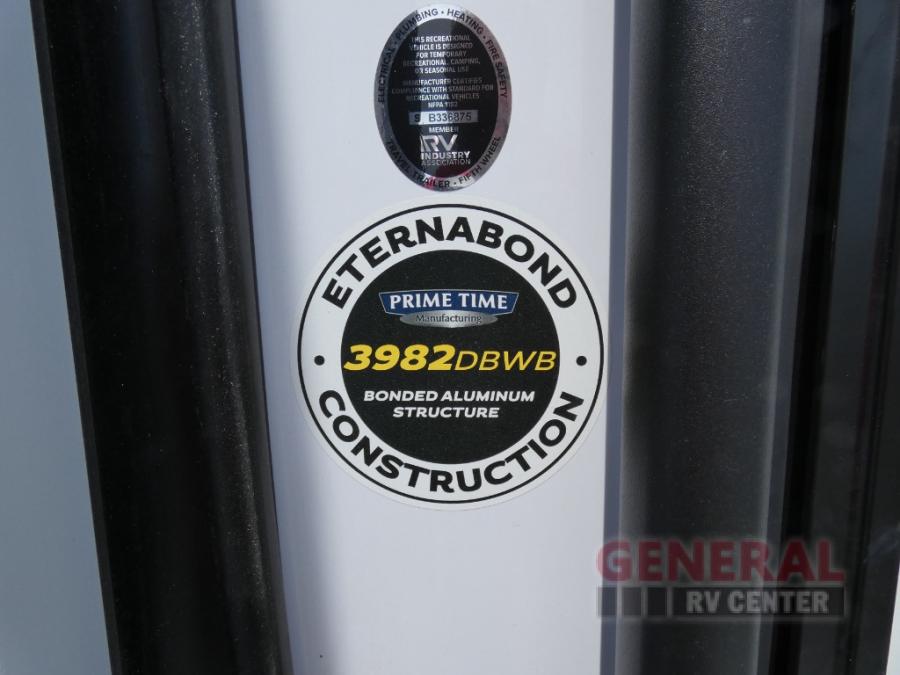 ELECTRICAL • PLUMBING • HEATING • FIRE SAFETY
THIS RECREATIONAL
VEHICLE IS DESIGNED
FOR TEMPORARY
RECREATIONAL, CAMPING,
OR SEASONAL USE
MANUFACTURER CERTIFIES
COMPLIANCE WITH STANDARD FOR
RECREATIONAL VEHICLES
NFPA 1192
B336875
MEMBER
RV
INDUSTRY
ASSOCIATION
TRAVEL TRAILER • FIFTH WHEEL
ETERNABOND
PRIME TIME
Manufacturing
3982DBWB
BONDED ALUMINUM
STRUCTURE
CONSTRUCTION
GENERAL
RV CENTER